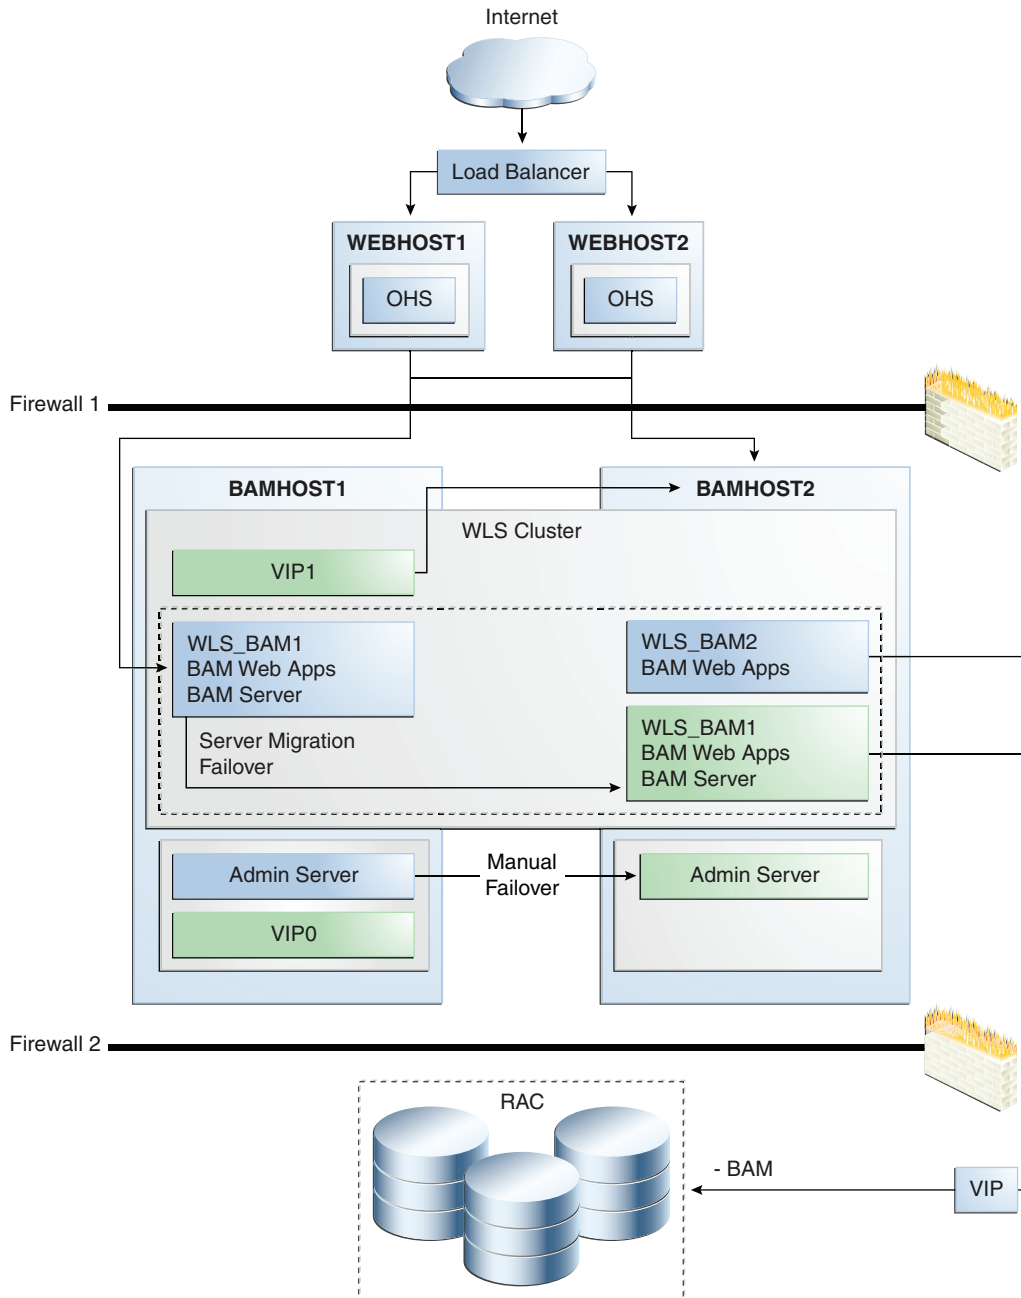 Internet
Load Balancer
WEBHOST1
WEBHOST2
OHS
OHS
Firewall 1
BAMHOST1
BAMHOST2
WLS Cluster
VIP1
WLS_BAM1
BAM Web Apps
BAM Server
WLS_BAM2
BAM Web Apps
Server Migration
Failover
WLS_BAM1
BAM Web Apps
BAM Server
Admin Server
Manual
Failover
Admin Server
VIP0
Firewall 2
RAC
- BAM
VIP